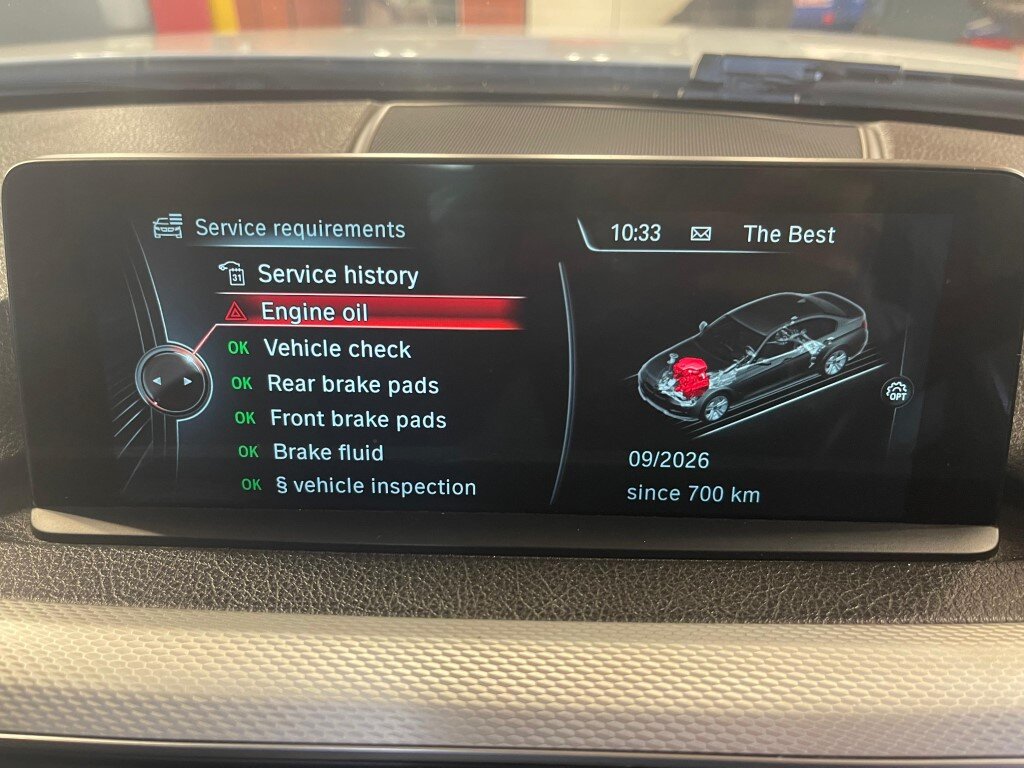 Service requirements
10:33 The Best
31 Service history
Engine oil
OK Vehicle check
OK Rear brake pads
OK Front brake pads
OK Brake fluid
OK § vehicle inspection
OPT
09/2026
since 700 km